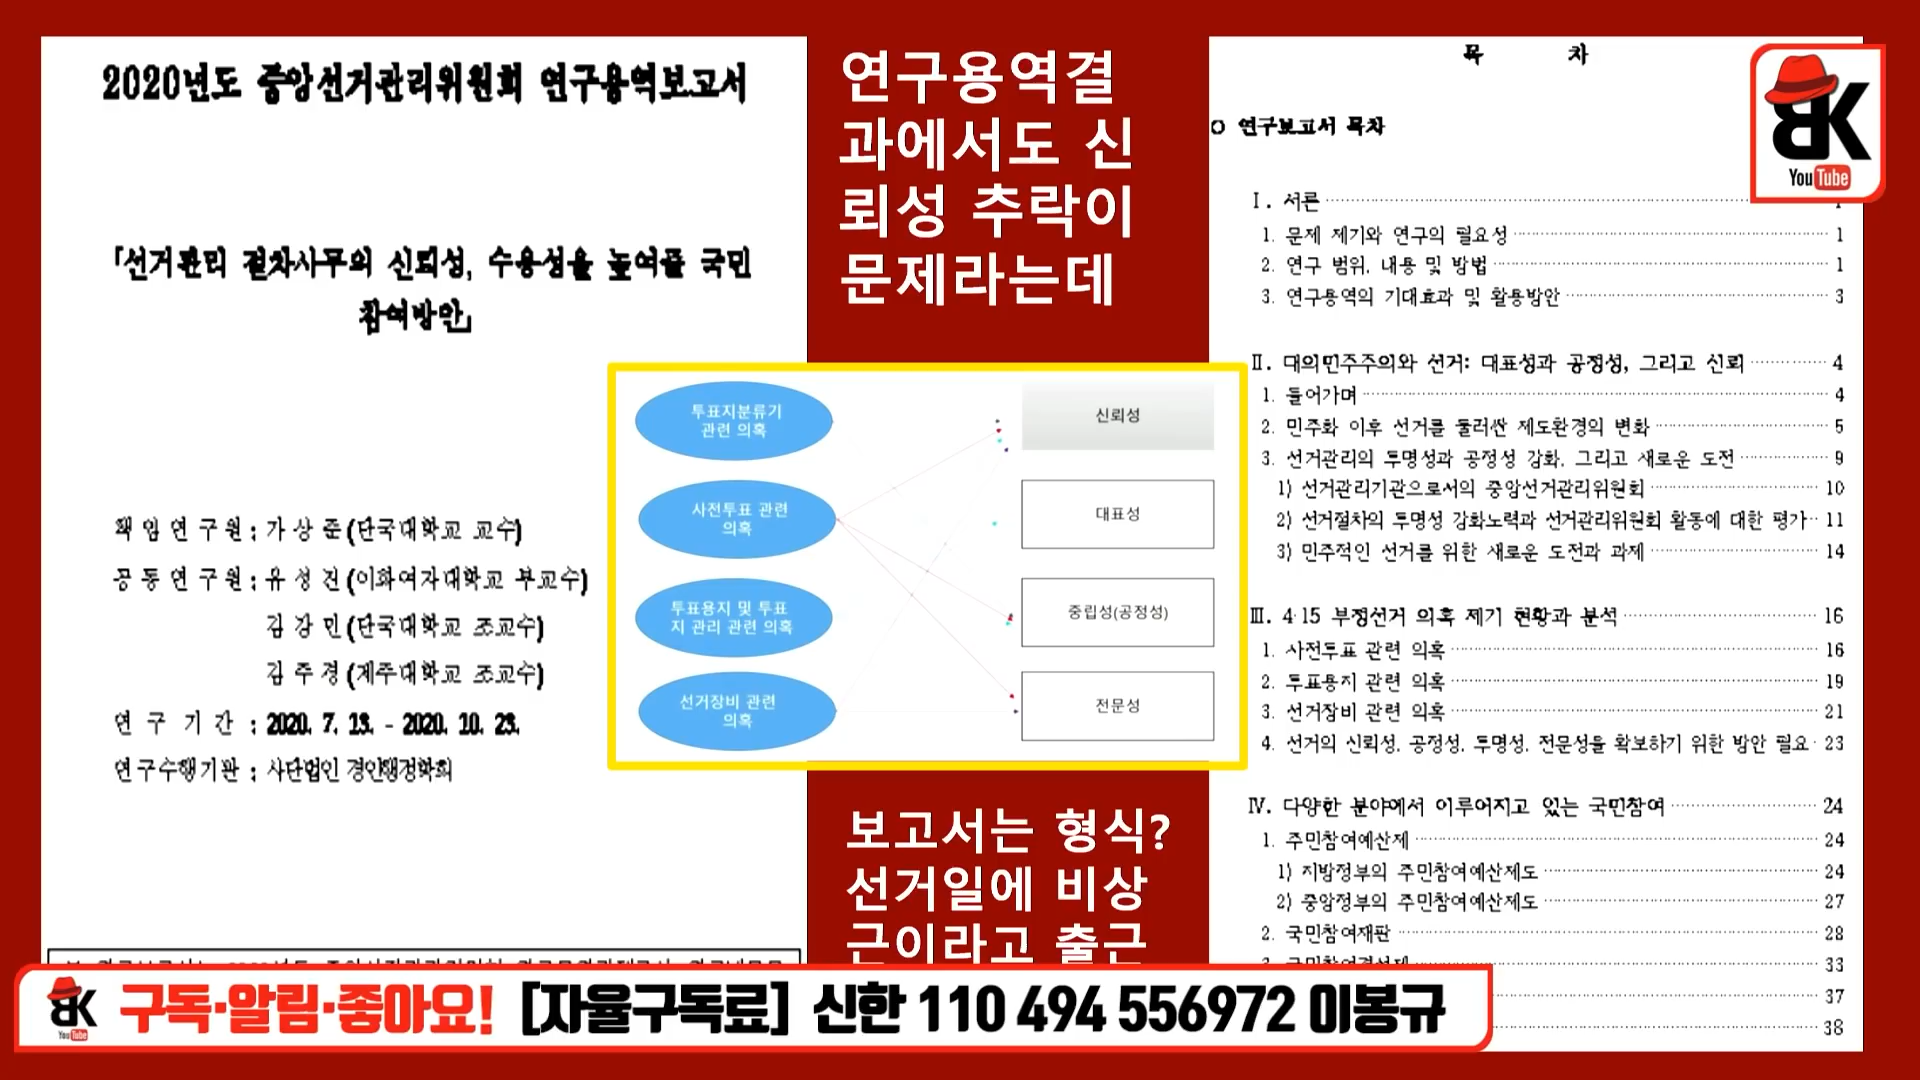 2020년도 중앙선거관리위원회 연구용역보고서
「선거관리 절차사무의 신뢰성, 수용성을 높여줄 국민
참여방안」
책임연구원 : 가상준(단국대학교 교수)
공동연구원 : 유성진(이화여자대학교 부교수)
김강민(단국대학교 조교수)
김주경(제주대학교 조교수)
연구기간 : 2020. 7. 13. - 2020. 10. 23.
연구수행기관 : 사단법인 경인행정학회
연구용역결
과에서도 신
뢰성 추락이
문제라는데
투표지분류기
관련 의혹
사전투표 관련
의혹
투표용지 및 투표
지 관리 관련 의혹
선거장비 관련
의혹
신뢰성
대표성
중립성(공정성)
전문성
보고서는 형식?
선거일에 비상
근이라고 출근
목 차
○ 연구보고서 목차
Ⅰ. 서론
1. 문제 제기와 연구의 필요성 1
2. 연구 범위, 내용 및 방법 1
3. 연구용역의 기대효과 및 활용방안 3
Ⅱ. 대의민주주의와 선거: 대표성과 공정성, 그리고 신뢰 4
1. 들어가며 4
2. 민주화 이후 선거를 둘러싼 제도환경의 변화 5
3. 선거관리의 투명성과 공정성 강화, 그리고 새로운 도전 9
1) 선거관리기관으로서의 중앙선거관리위원회 10
2) 선거절차의 투명성 강화노력과 선거관리위원회 활동에 대한 평가 11
3) 민주적인 선거를 위한 새로운 도전과 과제 14
Ⅲ. 4·15 부정선거 의혹 제기 현황과 분석 16
1. 사전투표 관련 의혹 16
2. 투표용지 관련 의혹 19
3. 선거장비 관련 의혹 21
4. 선거의 신뢰성, 공정성, 투명성, 전문성을 확보하기 위한 방안 필요 23
Ⅳ. 다양한 분야에서 이루어지고 있는 국민참여 24
1. 주민참여예산제 24
1) 지방정부의 주민참여예산제도 24
2) 중앙정부의 주민참여예산제도 27
2. 국민참여재판 28
33
37
38
BK
YouTube
BK
YouTube
구독·알림·좋아요! [자율구독료] 신한 110 494 556972 이봉규